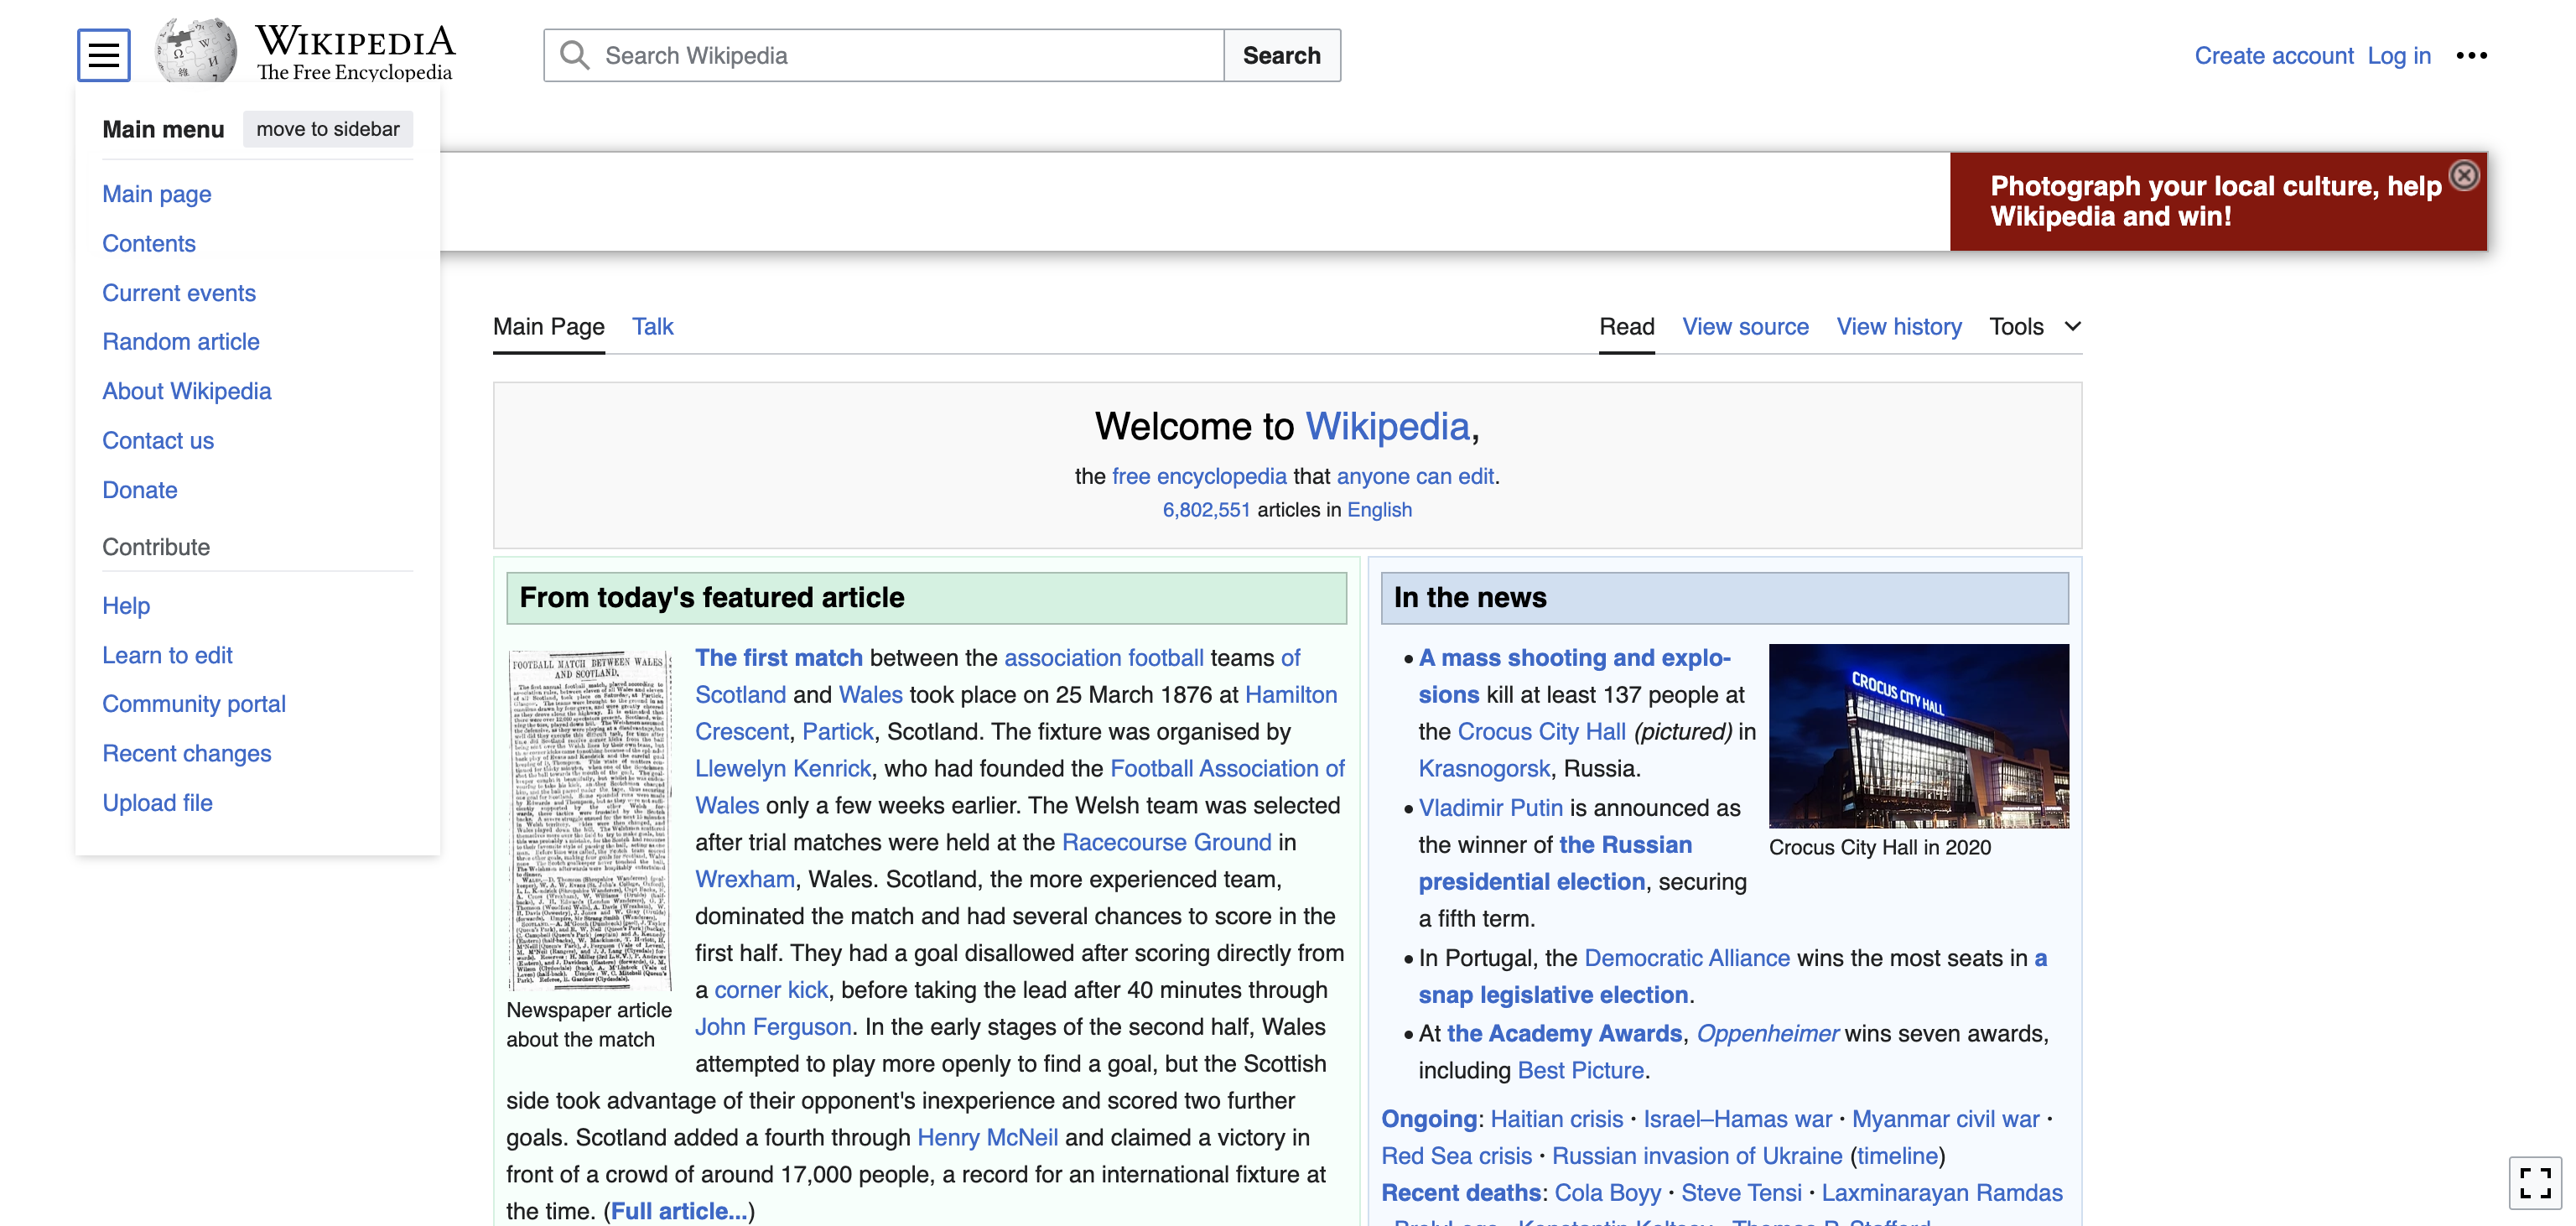 WIKIPEDIA
The Free Encyclopedia
Search Wikipedia
Search
Create account
Log in
Main menu
move to sidebar
Main page
Contents
Current events
Random article
About Wikipedia
Contact us
Donate
Contribute
Help
Learn to edit
Community portal
Recent changes
Upload file
Photograph your local culture, help
Wikipedia and win!
Main Page
Talk
Read
View source
View history
Tools
Welcome to Wikipedia,
the free encyclopedia that anyone can edit.
6,802,551 articles in English
From today's featured article
FOOTBALL MATCH BETWEEN WALES
AND SCOTLAND.
Newspaper article
about the match
The first match between the association football teams of
Scotland and Wales took place on 25 March 1876 at Hamilton
Crescent, Partick, Scotland. The fixture was organised by
Llewelyn Kenrick, who had founded the Football Association of
Wales only a few weeks earlier. The Welsh team was selected
after trial matches were held at the Racecourse Ground in
Wrexham, Wales. Scotland, the more experienced team,
dominated the match and had several chances to score in the
first half. They had a goal disallowed after scoring directly from
a corner kick, before taking the lead after 40 minutes through
John Ferguson. In the early stages of the second half, Wales
attempted to play more openly to find a goal, but the Scottish
side took advantage of their opponent's inexperience and scored two further
goals. Scotland added a fourth through Henry McNeil and claimed a victory in
front of a crowd of around 17,000 people, a record for an international fixture at
the time. (Full article...)
In the news
CROCUS CITY HALL
Crocus City Hall in 2020
• A mass shooting and explo-
sions kill at least 137 people at
the Crocus City Hall (pictured) in
Krasnogorsk, Russia.
• Vladimir Putin is announced as
the winner of the Russian
presidential election, securing
a fifth term.
• In Portugal, the Democratic Alliance wins the most seats in a
snap legislative election.
• At the Academy Awards, Oppenheimer wins seven awards,
including Best Picture.
Ongoing: Haitian crisis · Israel–Hamas war · Myanmar civil war ·
Red Sea crisis · Russian invasion of Ukraine (timeline)
Recent deaths: Cola Boyy · Steve Tensi · Laxminarayan Ramdas